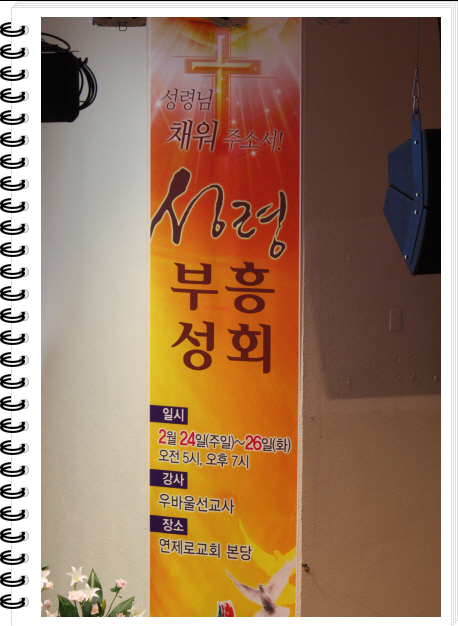 성령님
채워 주소서!
성령
부흥
성회
일시
2월 24일(주일)~26일(화)
오전 5시, 오후 7시
강사
우바울선교사
장소
연제로교회 본당